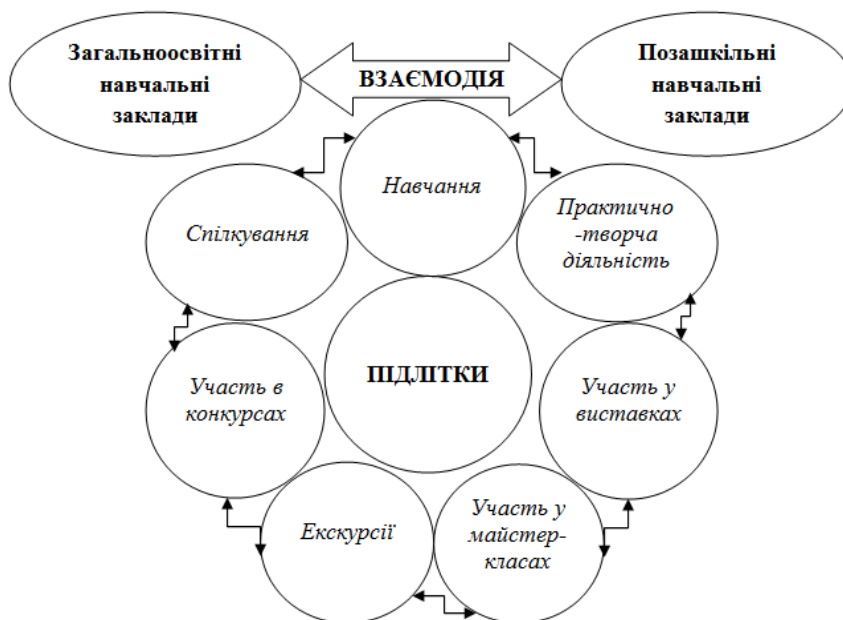 Загальноосвітні
навчальні
заклади
ВЗАЄМОДІЯ
Позашкільні
навчальні
заклади
Навчання
Спілкування
Практично
-творча
діяльність
ПІДЛІТКИ
Участь в
конкурсах
Участь у
виставках
Екскурсії
Участь у
майстер-
класах